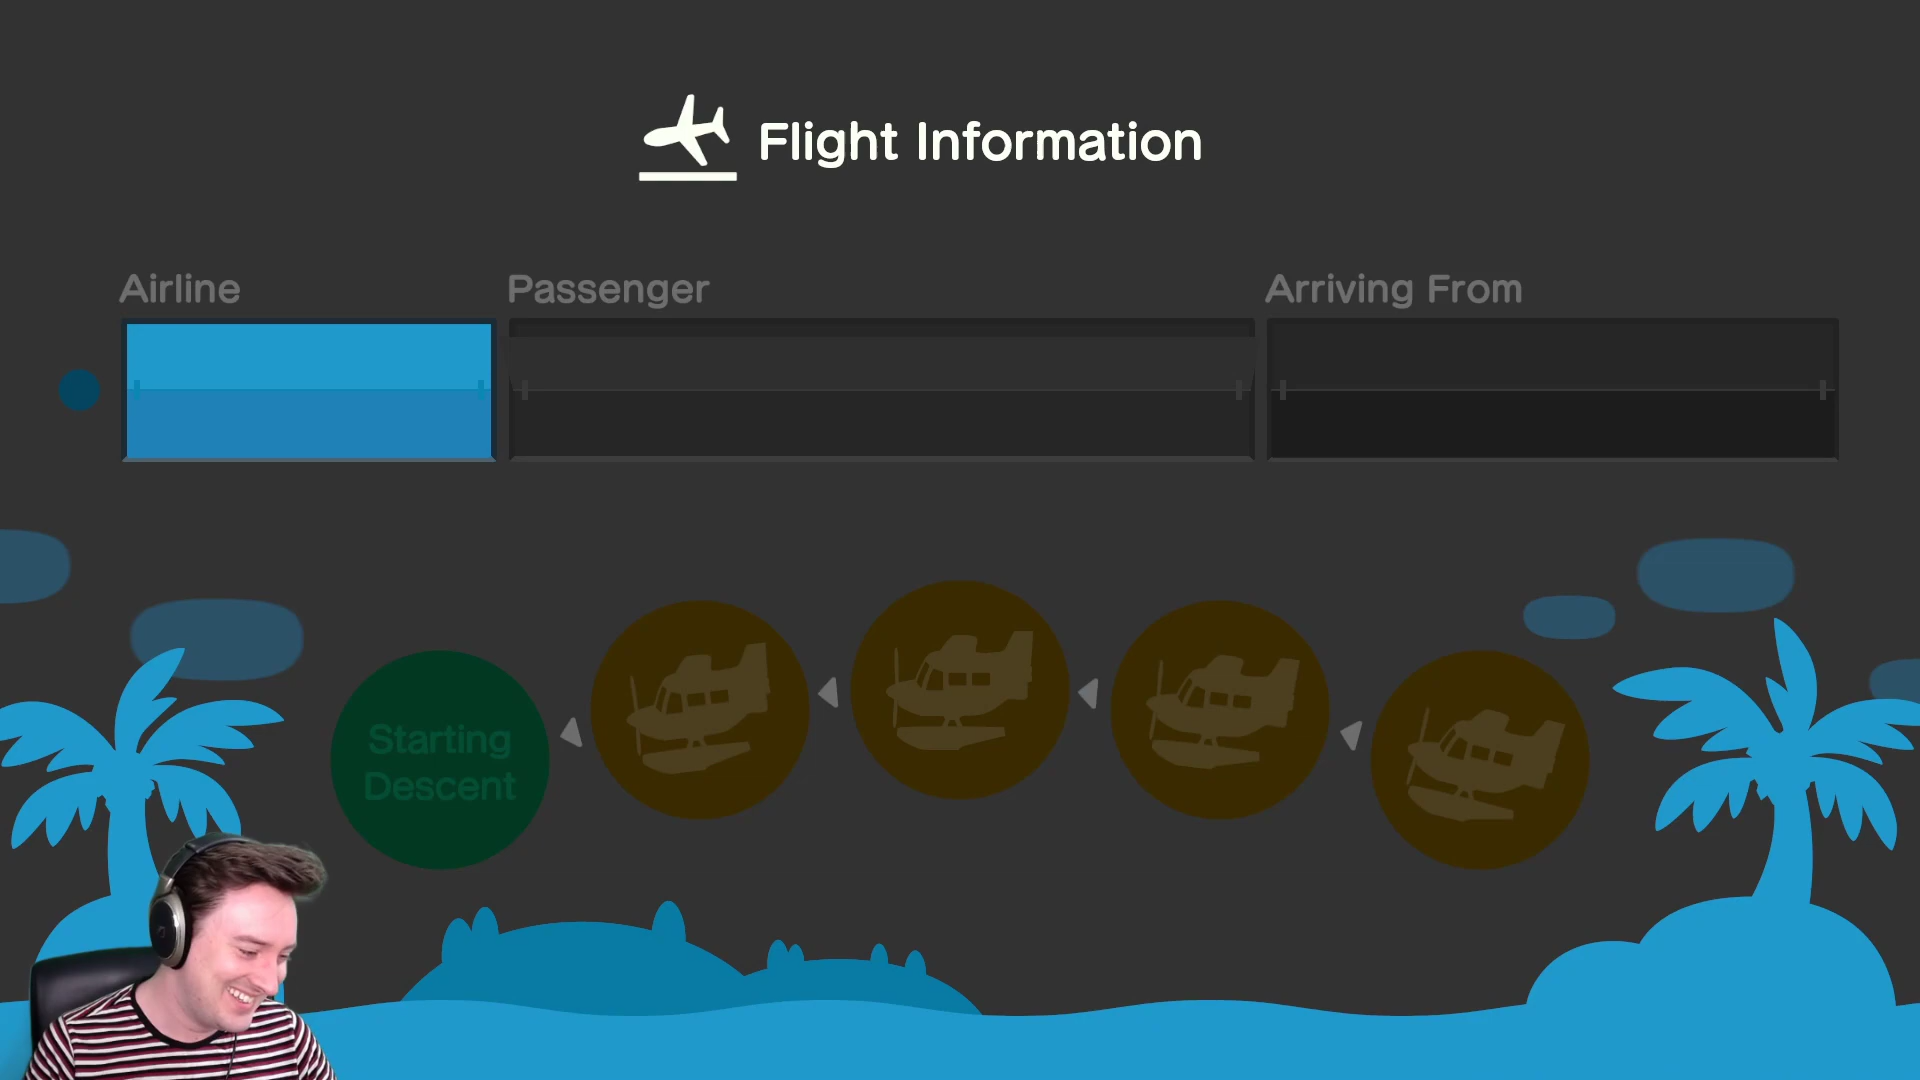 Flight Information
Airline
Passenger
Arriving From
Starting
Descent